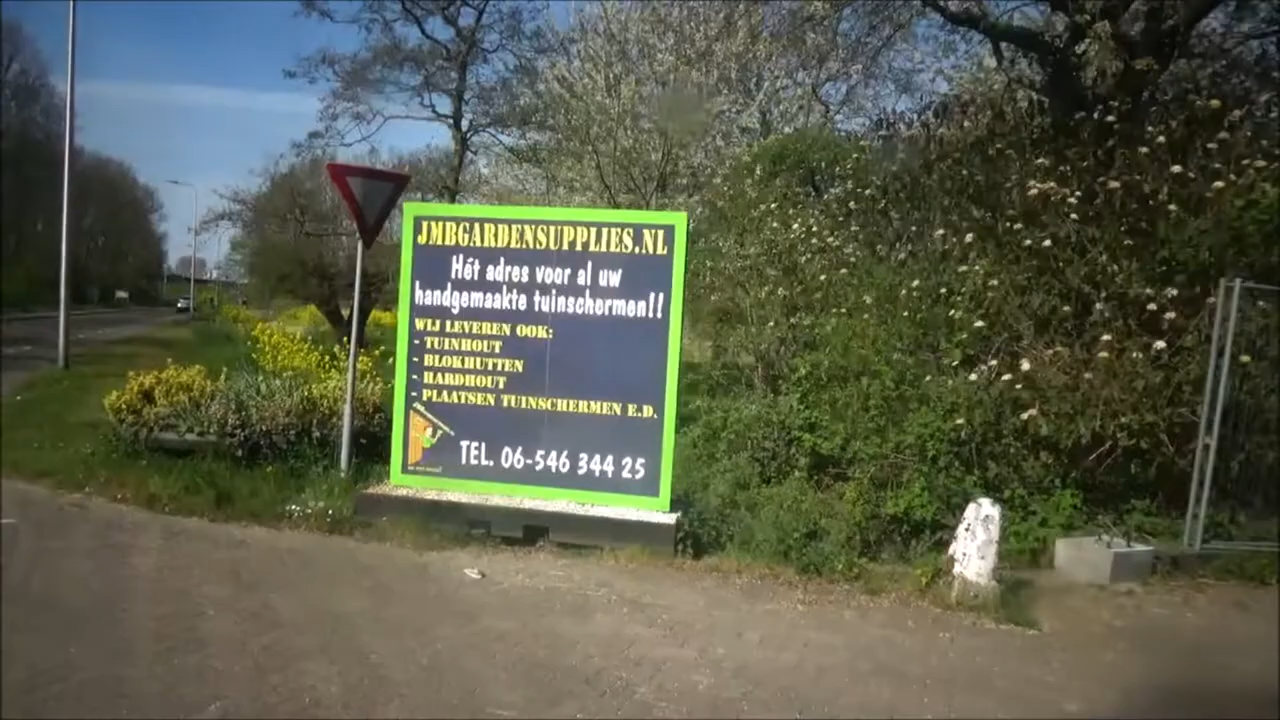 JMBGARDENSUPPLIES.NL
Hét adres voor al uw
handgemaakte tuinschermen!!
WIJ LEVEREN OOK:
- TUINHOUT
- BLOKHUTTEN
- HARDHOUT
- PLAATSEN TUINSCHERMEN E.D.
TEL. 06-546 344 25